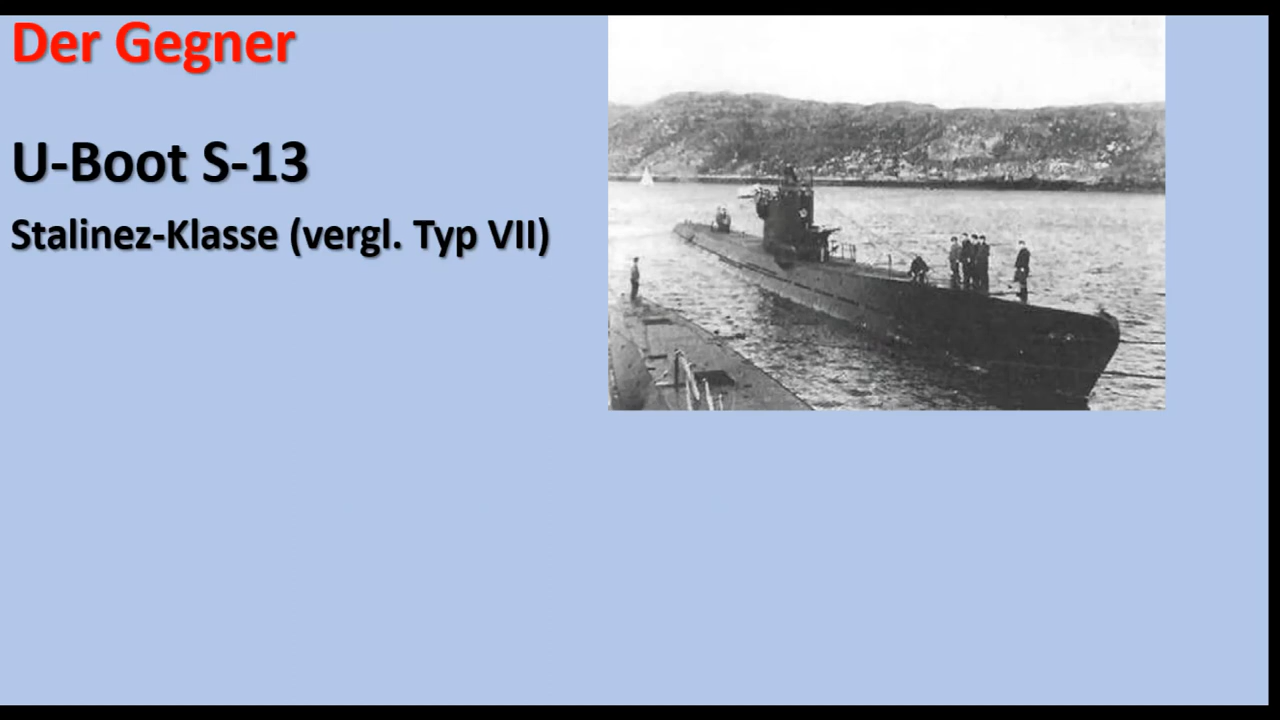 Der Gegner
U-Boot S-13
Stalinez-Klasse (vergl. Typ VII)